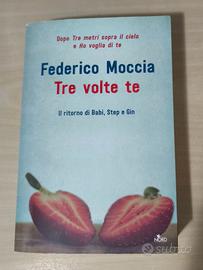 Dopo Tre metri sopra il cielo
e Ho voglia di te
Federico Moccia
Tre volte te
Il ritorno di Babi, Step e Gin
NORD
subito